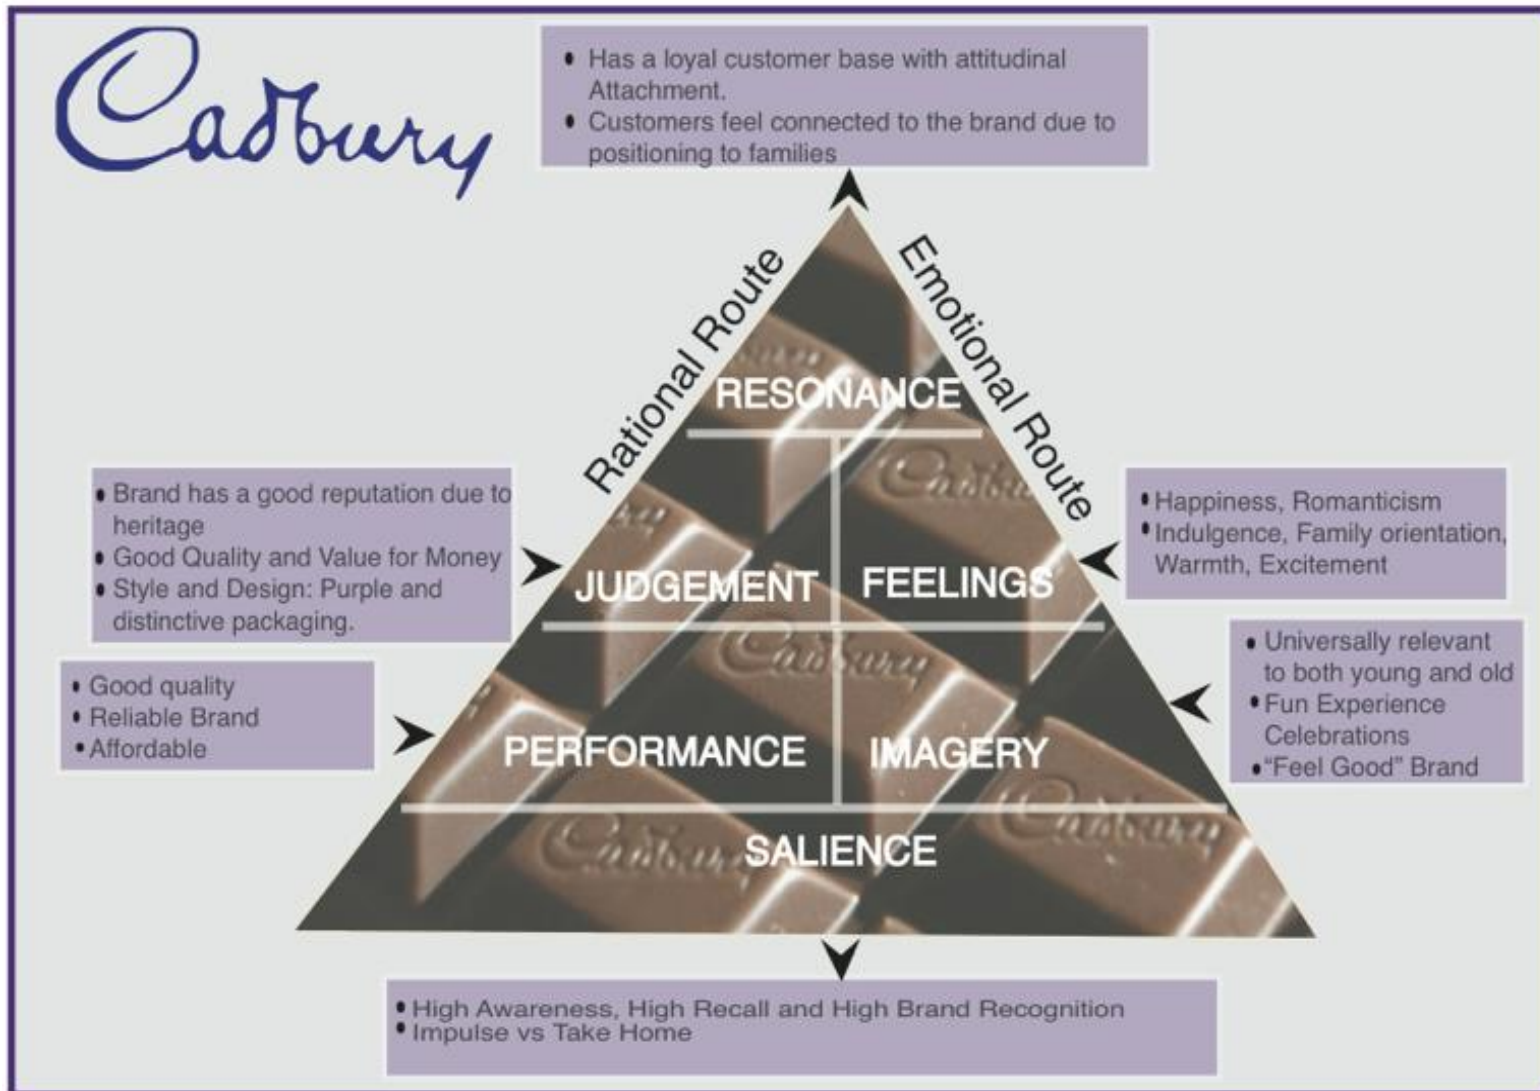 Cadbury
• Has a loyal customer base with attitudinal
Attachment.
• Customers feel connected to the brand due to
positioning to families
Rational Route
Emotional Route
RESONANCE
• Brand has a good reputation due to
heritage
• Good Quality and Value for Money
• Style and Design: Purple and
distinctive packaging.
JUDGEMENT
FEELINGS
• Happiness, Romanticism
• Indulgence, Family orientation,
Warmth, Excitement
• Good quality
• Reliable Brand
• Affordable
PERFORMANCE
IMAGERY
• Universally relevant
to both young and old
• Fun Experience
Celebrations
• “Feel Good” Brand
SALIENCE
Cadbury
Cadbury
Cadbury
Cadbury
• High Awareness, High Recall and High Brand Recognition
• Impulse vs Take Home